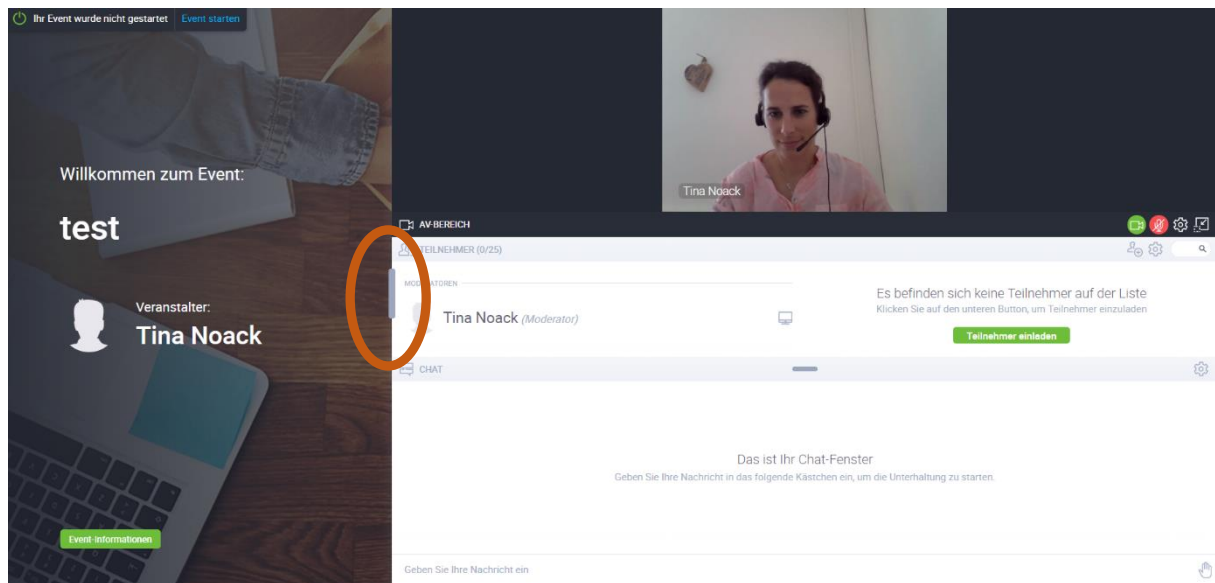 Ihr Event wurde nicht gestartet Event starten
Willkommen zum Event:
test
Veranstalter:
Tina Noack
Event-Informationen
Tina Noack
AV-BEREICH
TEILNEHMER (0/25)
MODERATOREN
Tina Noack (Moderator)
Es befinden sich keine Teilnehmer auf der Liste
Klicken Sie auf den unteren Button, um Teilnehmer einzuladen
Teilnehmer einladen
CHAT
Das ist Ihr Chat-Fenster
Geben Sie Ihre Nachricht in das folgende Kästchen ein, um die Unterhaltung zu starten.
Geben Sie Ihre Nachricht ein